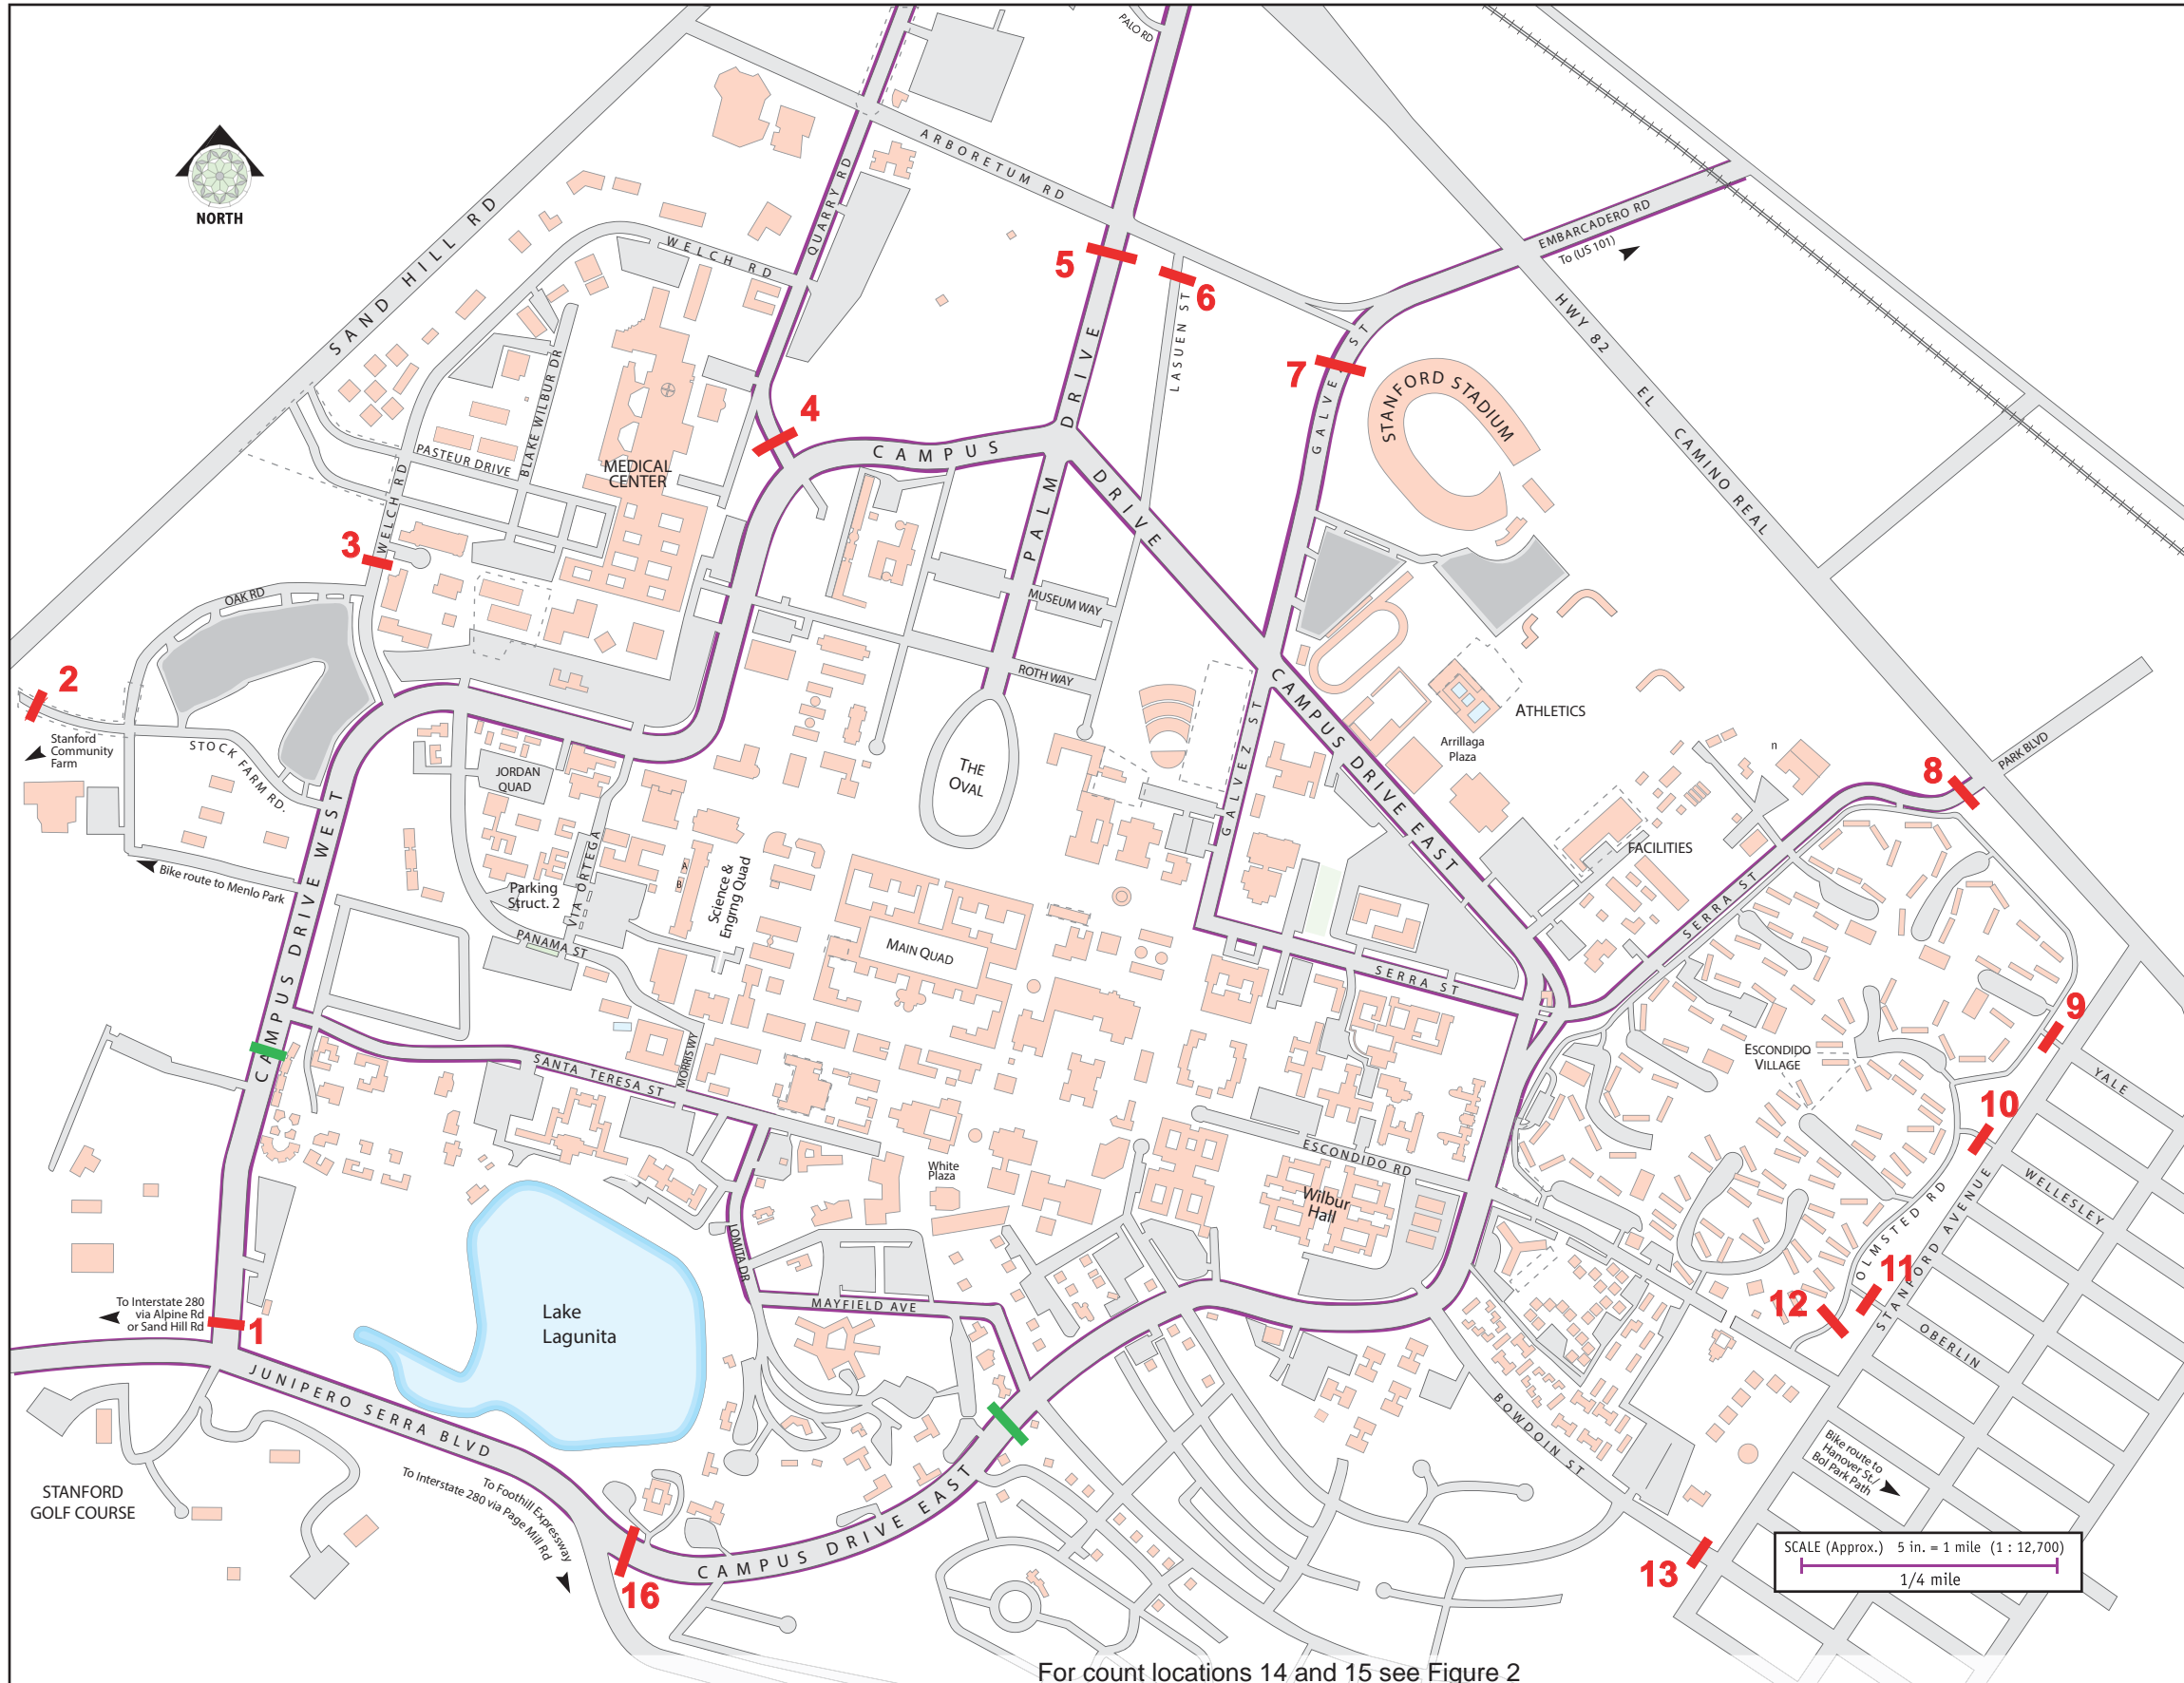 PALO RD
ARBORETUM RD
NORTH
SAND HILL RD
QUARRY RD
WELCH RD
EMBARCADERO RD
To (US 101)
5
6
LASUEN ST
HWY 82
EL CAMINO REAL
7
GALVEZ ST
STANFORD STADIUM
PALM DRIVE
4
CAMPUS DRIVE
BLAKE WILBUR DR
PASTEUR DRIVE
MEDICAL
CENTER
WELCH RD
3
OAK RD
MUSEUM WAY
ROTH WAY
2
Stanford
Community
Farm
STOCK FARM RD.
JORDAN
QUAD
THE
OVAL
GALVEZ ST
CAMPUS DRIVE EAST
ATHLETICS
Arrillaga
Plaza
n
8
PARK BLVD
FACILITIES
Bike route to Menlo Park
CAMPUS DRIVE WEST
Parking
Struct. 2
VIA ORTEGA
A
B
Science &
Engrng Quad
PANAMA ST
MAIN QUAD
SERRA ST
SERRA ST
9
ESCONDIDO
VILLAGE
YALE
SANTA TERESA ST
MORRIS WY
10
ESCONDIDO RD
White
Plaza
Wilbur
Hall
WELLESLEY
OLMSTED RD
STANFORD AVENUE
11
12
OBERLIN
LOMITA DR
MAYFIELD AVE
To Interstate 280
via Alpine Rd
or Sand Hill Rd
1
Lake
Lagunita
JUNIPERO SERRA BLVD
BOWDOIN ST
Bike route to
Hanover St./
Bol Park Path
STANFORD
GOLF COURSE
To Foothill Expressway
To Interstate 280 via Page Mill Rd
CAMPUS DRIVE EAST
16
13
SCALE (Approx.) 5 in. = 1 mile (1 : 12,700)
1/4 mile
For count locations 14 and 15 see Figure 2